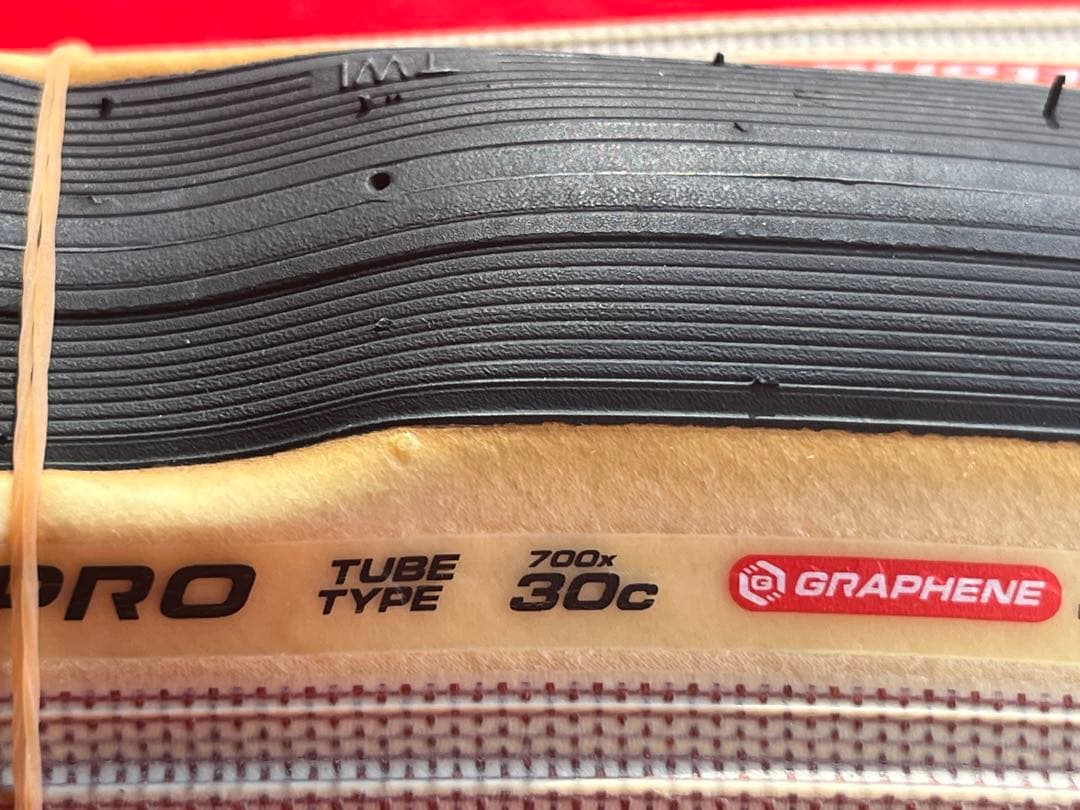 TWI
PRO
TUBE
TYPE
700x
30c
G GRAPHENE